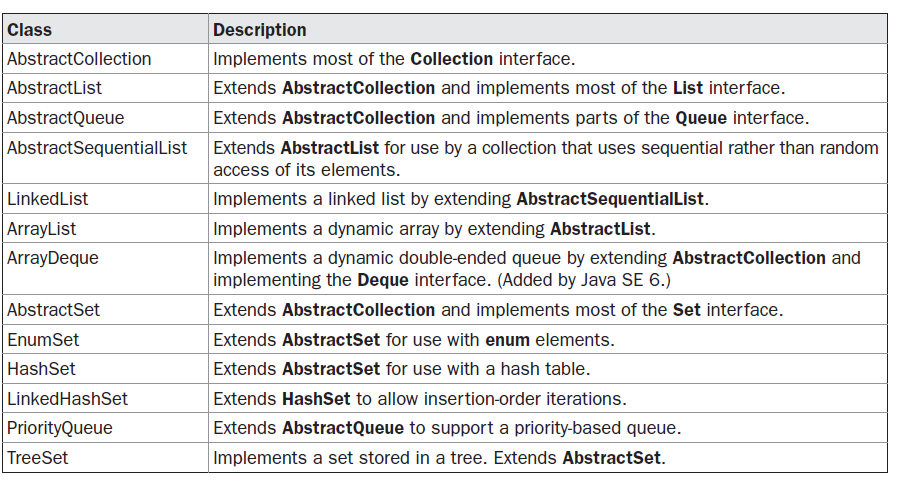 Class Description
AbstractCollection Implements most of the Collection interface.
AbstractList Extends AbstractCollection and implements most of the List interface.
AbstractQueue Extends AbstractCollection and implements parts of the Queue interface.
AbstractSequentialList Extends AbstractList for use by a collection that uses sequential rather than random
access of its elements.
LinkedList Implements a linked list by extending AbstractSequentialList.
ArrayList Implements a dynamic array by extending AbstractList.
ArrayDeque Implements a dynamic double-ended queue by extending AbstractCollection and
implementing the Deque interface. (Added by Java SE 6.)
AbstractSet Extends AbstractCollection and implements most of the Set interface.
EnumSet Extends AbstractSet for use with enum elements.
HashSet Extends AbstractSet for use with a hash table.
LinkedHashSet Extends HashSet to allow insertion-order iterations.
PriorityQueue Extends AbstractQueue to support a priority-based queue.
TreeSet Implements a set stored in a tree. Extends AbstractSet.